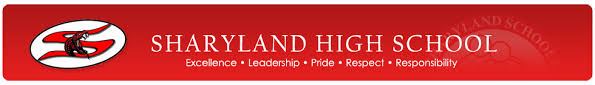 SHARYLAND HIGH SCHOOL
Excellence • Leadership • Pride • Respect • Responsibility